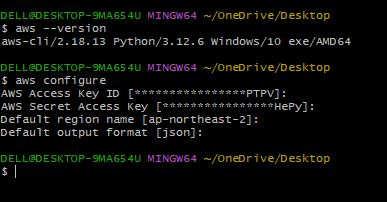 DELL@DESKTOP-9MA654U MINGW64 ~/OneDrive/Desktop
$ aws --version
aws-cli/2.18.13 Python/3.12.6 Windows/10 exe/AMD64
DELL@DESKTOP-9MA654U MINGW64 ~/OneDrive/Desktop
$ aws configure
AWS Access Key ID [****************PTPV]:
AWS Secret Access Key [****************HePy]:
Default region name [ap-northeast-2]:
Default output format [json]:
DELL@DESKTOP-9MA654U MINGW64 ~/OneDrive/Desktop
$